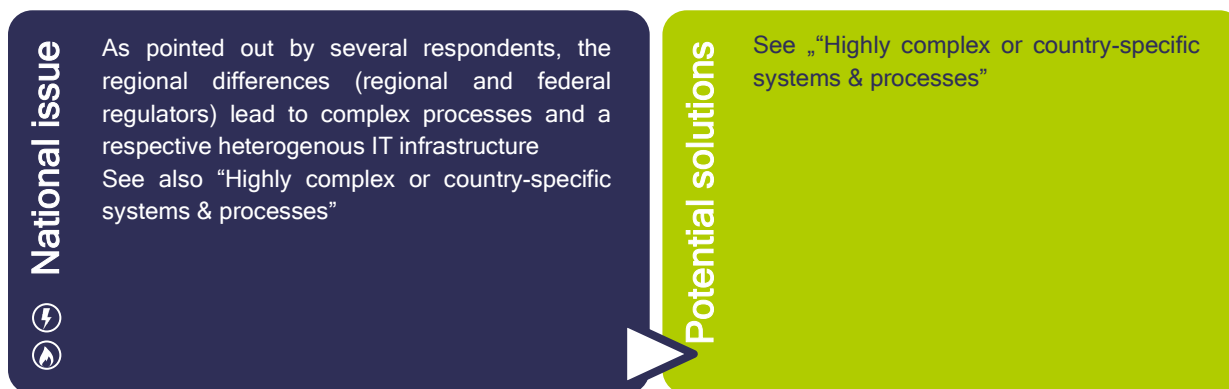 National issue
As pointed out by several respondents, the
regional differences (regional and federal
regulators) lead to complex processes and a
respective heterogenous IT infrastructure
See also “Highly complex or country-specific
systems & processes”
Potential solutions
See „“Highly complex or country-specific
systems & processes”